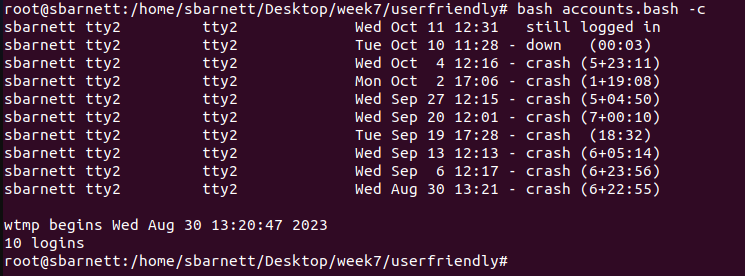 root@sbarnett:/home/sbarnett/Desktop/week7/userfriendly# bash accounts.bash -c
sbarnett tty2         tty2             Wed Oct 11 12:31   still logged in
sbarnett tty2         tty2             Tue Oct 10 11:28 - down   (00:03)
sbarnett tty2         tty2             Wed Oct  4 12:16 - crash (5+23:11)
sbarnett tty2         tty2             Mon Oct  2 17:06 - crash (1+19:08)
sbarnett tty2         tty2             Wed Sep 27 12:15 - crash (5+04:50)
sbarnett tty2         tty2             Wed Sep 20 12:01 - crash (7+00:10)
sbarnett tty2         tty2             Tue Sep 19 17:28 - crash  (18:32)
sbarnett tty2         tty2             Wed Sep 13 12:13 - crash (6+05:14)
sbarnett tty2         tty2             Wed Sep  6 12:17 - crash (6+23:56)
sbarnett tty2         tty2             Wed Aug 30 13:21 - crash (6+22:55)

wtmp begins Wed Aug 30 13:20:47 2023
10 logins
root@sbarnett:/home/sbarnett/Desktop/week7/userfriendly#